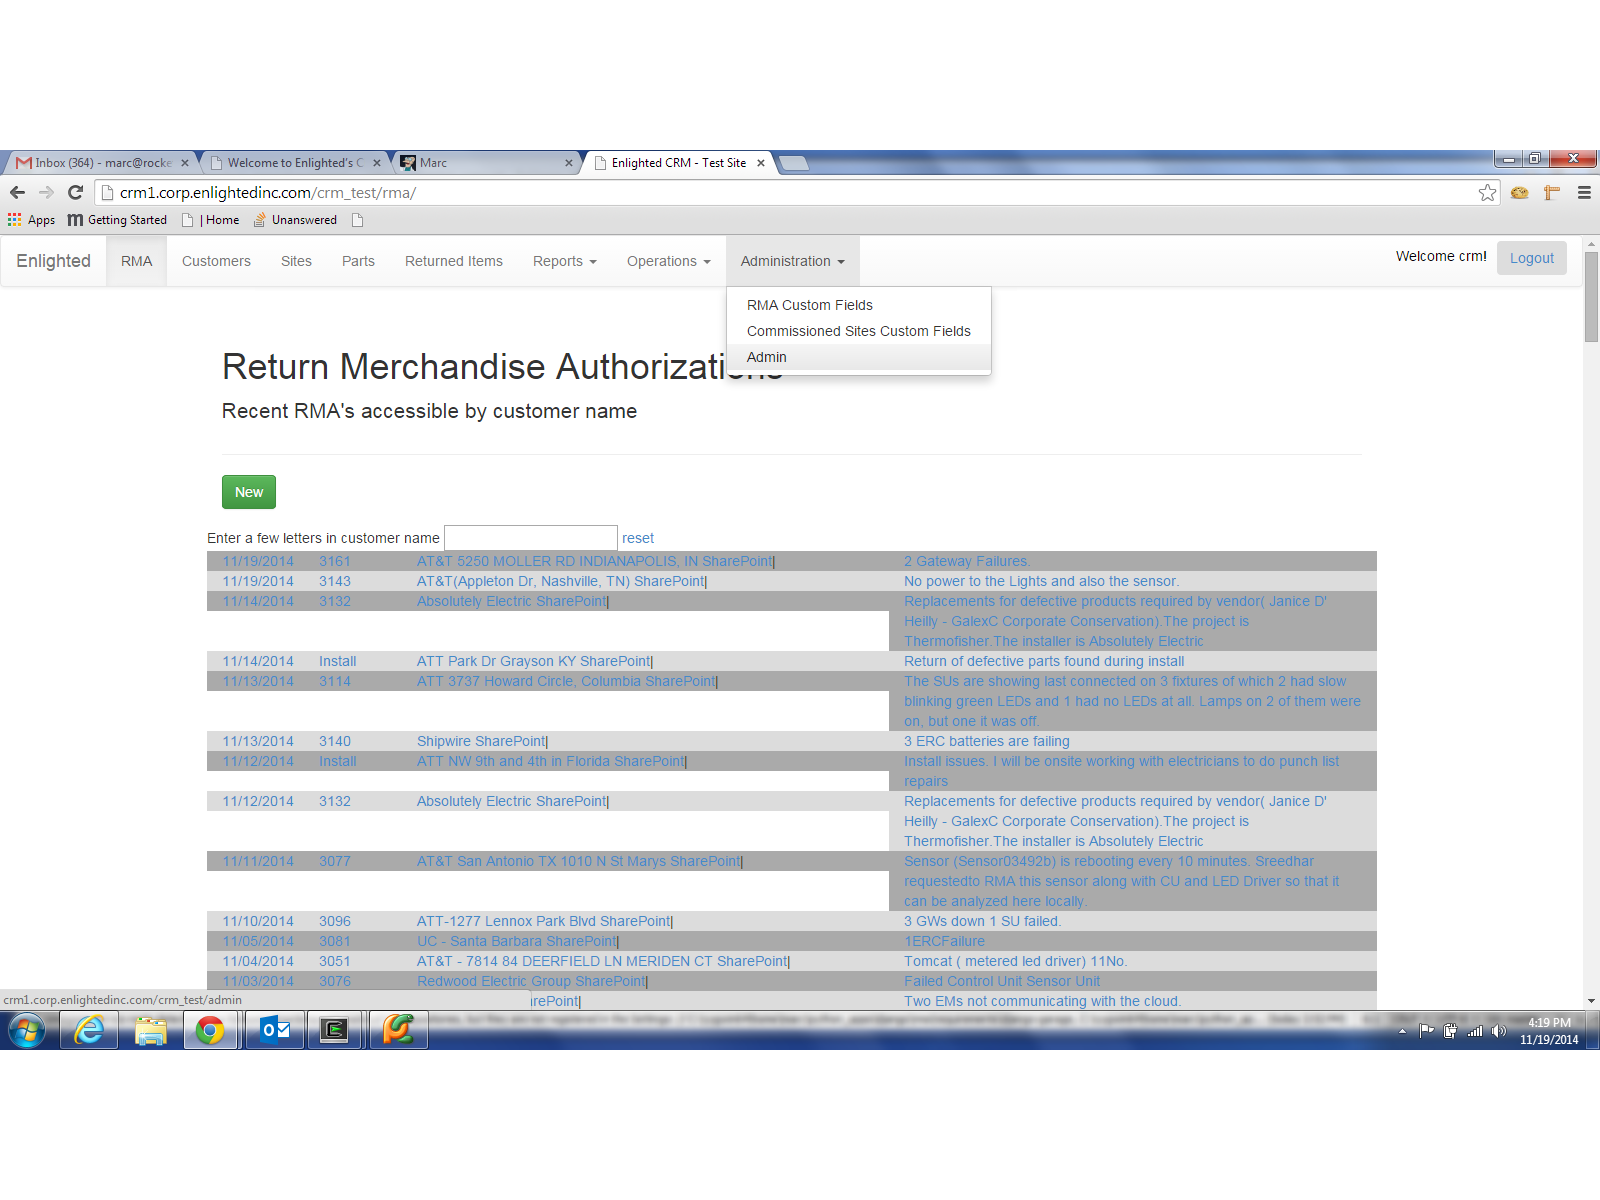 Inbox (364) - marc@rocke
Welcome to Enlighted's C
Marc
Enlighted CRM - Test Site
crm1.corp.enlightedinc.com/crm_test/rma/
Apps
Getting Started
| Home
Unanswered
Enlighted
RMA
Customers
Sites
Parts
Returned Items
Reports
Operations
Administration
Welcome crm!
Logout
RMA Custom Fields
Commissioned Sites Custom Fields
Admin
Return Merchandise Authorizations
Recent RMA's accessible by customer name
New
Enter a few letters in customer name reset
11/19/2014 3161 AT&T 5250 MOLLER RD INDIANAPOLIS, IN SharePoint| 2 Gateway Failures.
11/19/2014 3143 AT&T(Appleton Dr, Nashville, TN) SharePoint| No power to the Lights and also the sensor.
11/14/2014 3132 Absolutely Electric SharePoint| Replacements for defective products required by vendor( Janice D'
Heilly - GalexC Corporate Conservation).The project is
Thermofisher.The installer is Absolutely Electric
11/14/2014 Install ATT Park Dr Grayson KY SharePoint| Return of defective parts found during install
11/13/2014 3114 ATT 3737 Howard Circle, Columbia SharePoint| The SUs are showing last connected on 3 fixtures of which 2 had slow
blinking green LEDs and 1 had no LEDs at all. Lamps on 2 of them were
on, but one it was off.
11/13/2014 3140 Shipwire SharePoint| 3 ERC batteries are failing
11/12/2014 Install ATT NW 9th and 4th in Florida SharePoint| Install issues. I will be onsite working with electricians to do punch list
repairs
11/12/2014 3132 Absolutely Electric SharePoint| Replacements for defective products required by vendor( Janice D'
Heilly - GalexC Corporate Conservation).The project is
Thermofisher.The installer is Absolutely Electric
11/11/2014 3077 AT&T San Antonio TX 1010 N St Marys SharePoint| Sensor (Sensor03492b) is rebooting every 10 minutes. Sreedhar
requestedto RMA this sensor along with CU and LED Driver so that it
can be analyzed here locally.
11/10/2014 3096 ATT-1277 Lennox Park Blvd SharePoint| 3 GWs down 1 SU failed.
11/05/2014 3081 UC - Santa Barbara SharePoint| 1ERCFailure
11/04/2014 3051 AT&T - 7814 84 DEERFIELD LN MERIDEN CT SharePoint| Tomcat ( metered led driver) 11No.
11/03/2014 3076 Redwood Electric Group SharePoint| Failed Control Unit Sensor Unit
arePoint| Two EMs not communicating with the cloud.
crm1.corp.enlightedinc.com/crm_test/admin
4:19 PM
11/19/2014